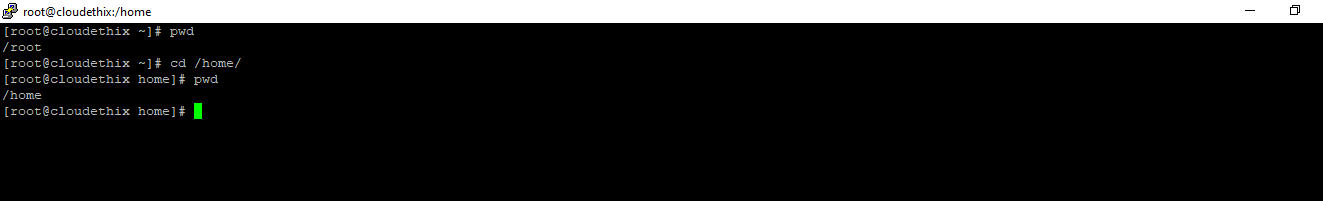 root@cloudethix:/home
[root@cloudethix ~]# pwd
/root
[root@cloudethix ~]# cd /home/
[root@cloudethix home]# pwd
/home
[root@cloudethix home]#